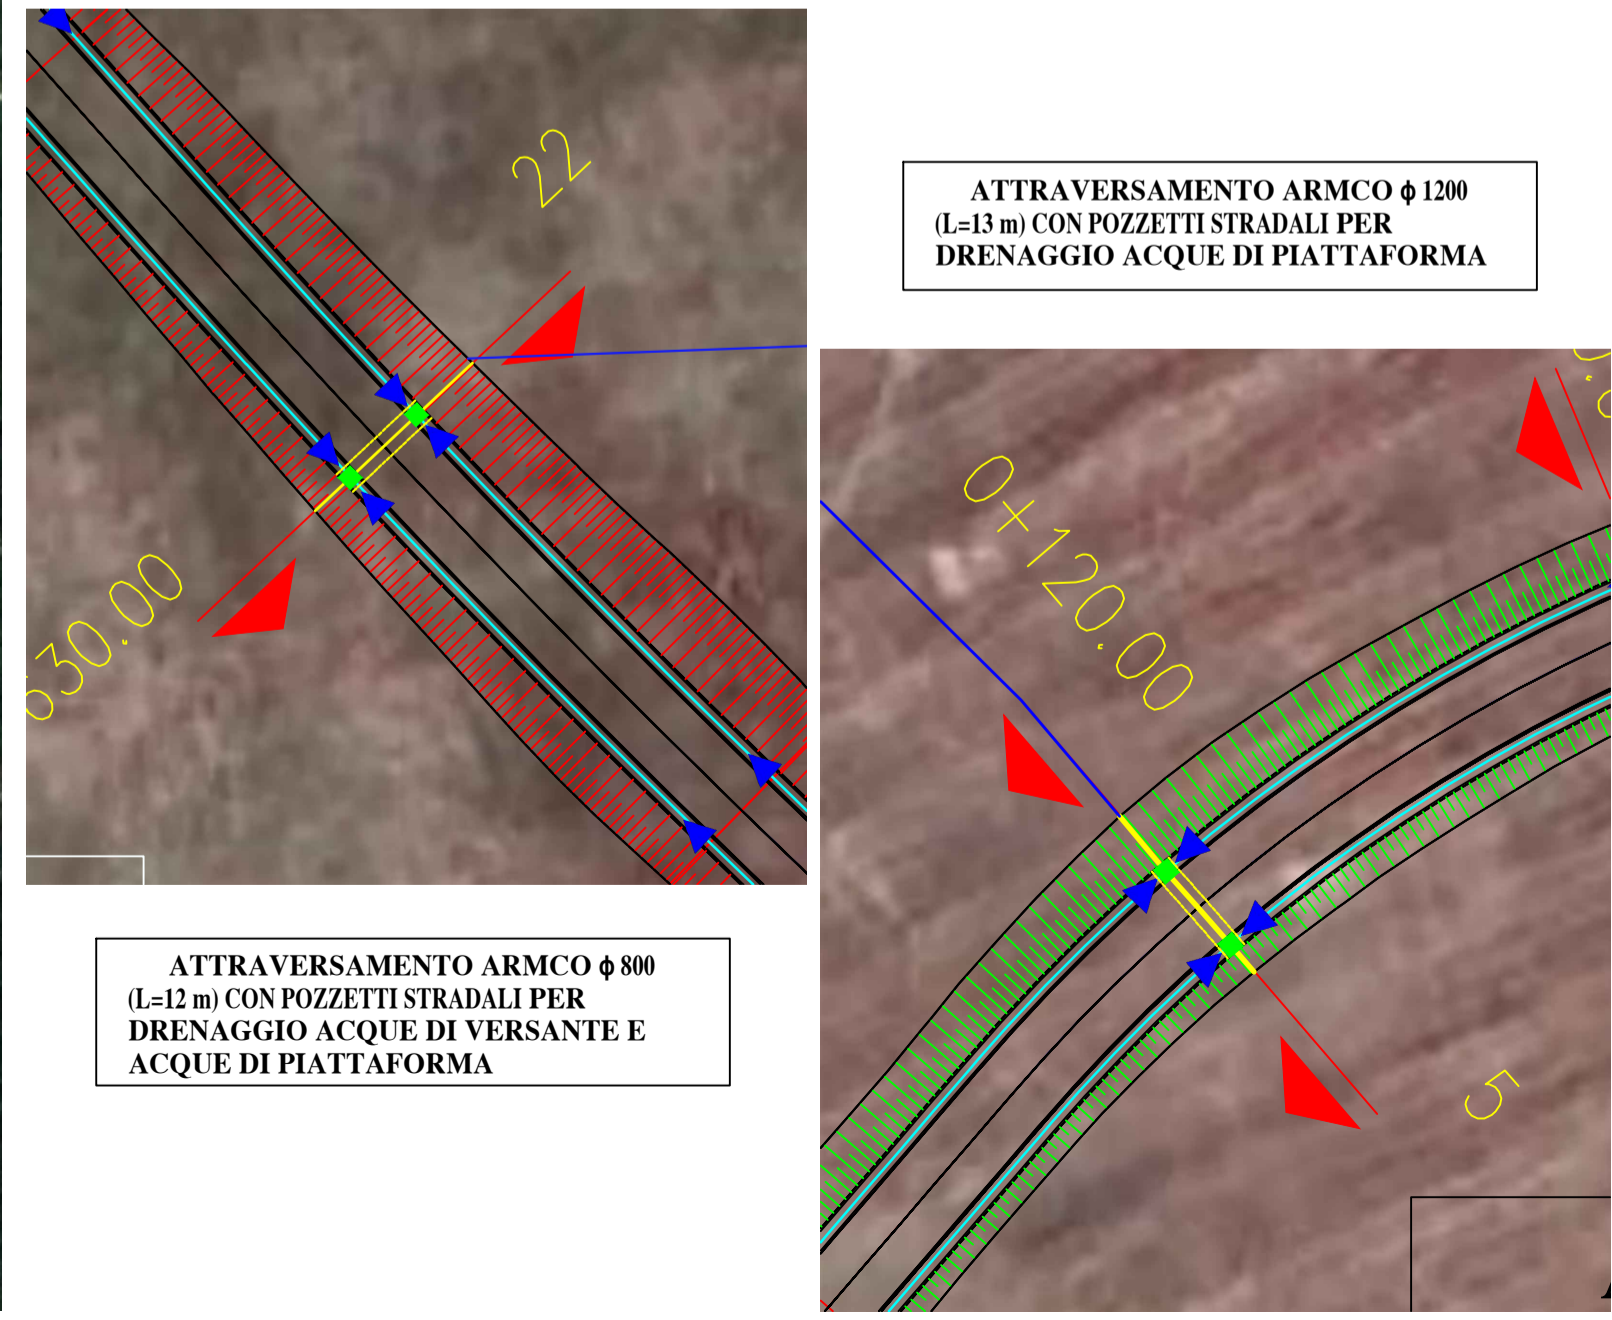 22
630.00
ATTRAVERSAMENTO ARMCO ϕ 800
(L=12 m) CON POZZETTI STRADALI PER
DRENAGGIO ACQUE DI VERSANTE E
ACQUE DI PIATTAFORMA
ATTRAVERSAMENTO ARMCO ϕ 1200
(L=13 m) CON POZZETTI STRADALI PER
DRENAGGIO ACQUE DI PIATTAFORMA
0+120.00
5